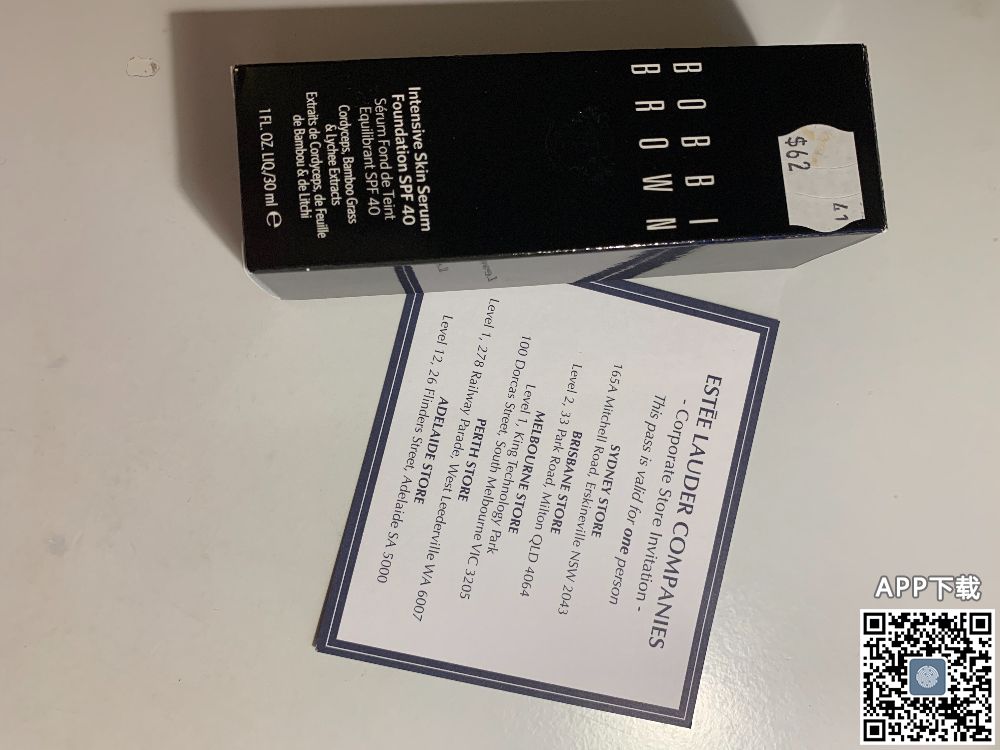 BOBBI
BROWN
$62
41
Intensive Skin Serum
Foundation SPF 40
Sérum Fond de Teint
Equilibrant SPF 40
Cordyceps, Bamboo Grass
& Lychee Extracts
Extraits de Cordyceps, de Feuille
de Bambou & de Litchi
1 FL. OZ. LIQ./30 ml e
ESTĒE LAUDER COMPANIES
- Corporate Store Invitation -
This pass is valid for one person
SYDNEY STORE
165A Mitchell Road, Erskineville NSW 2043
BRISBANE STORE
Level 2, 33 Park Road, Milton QLD 4064
MELBOURNE STORE
Level 1, King Technology Park
100 Dorcas Street, South Melbourne VIC 3205
PERTH STORE
Level 1, 278 Railway Parade, West Leederville WA 6007
ADELAIDE STORE
Level 12, 26 Flinders Street, Adelaide SA 5000
APP下载